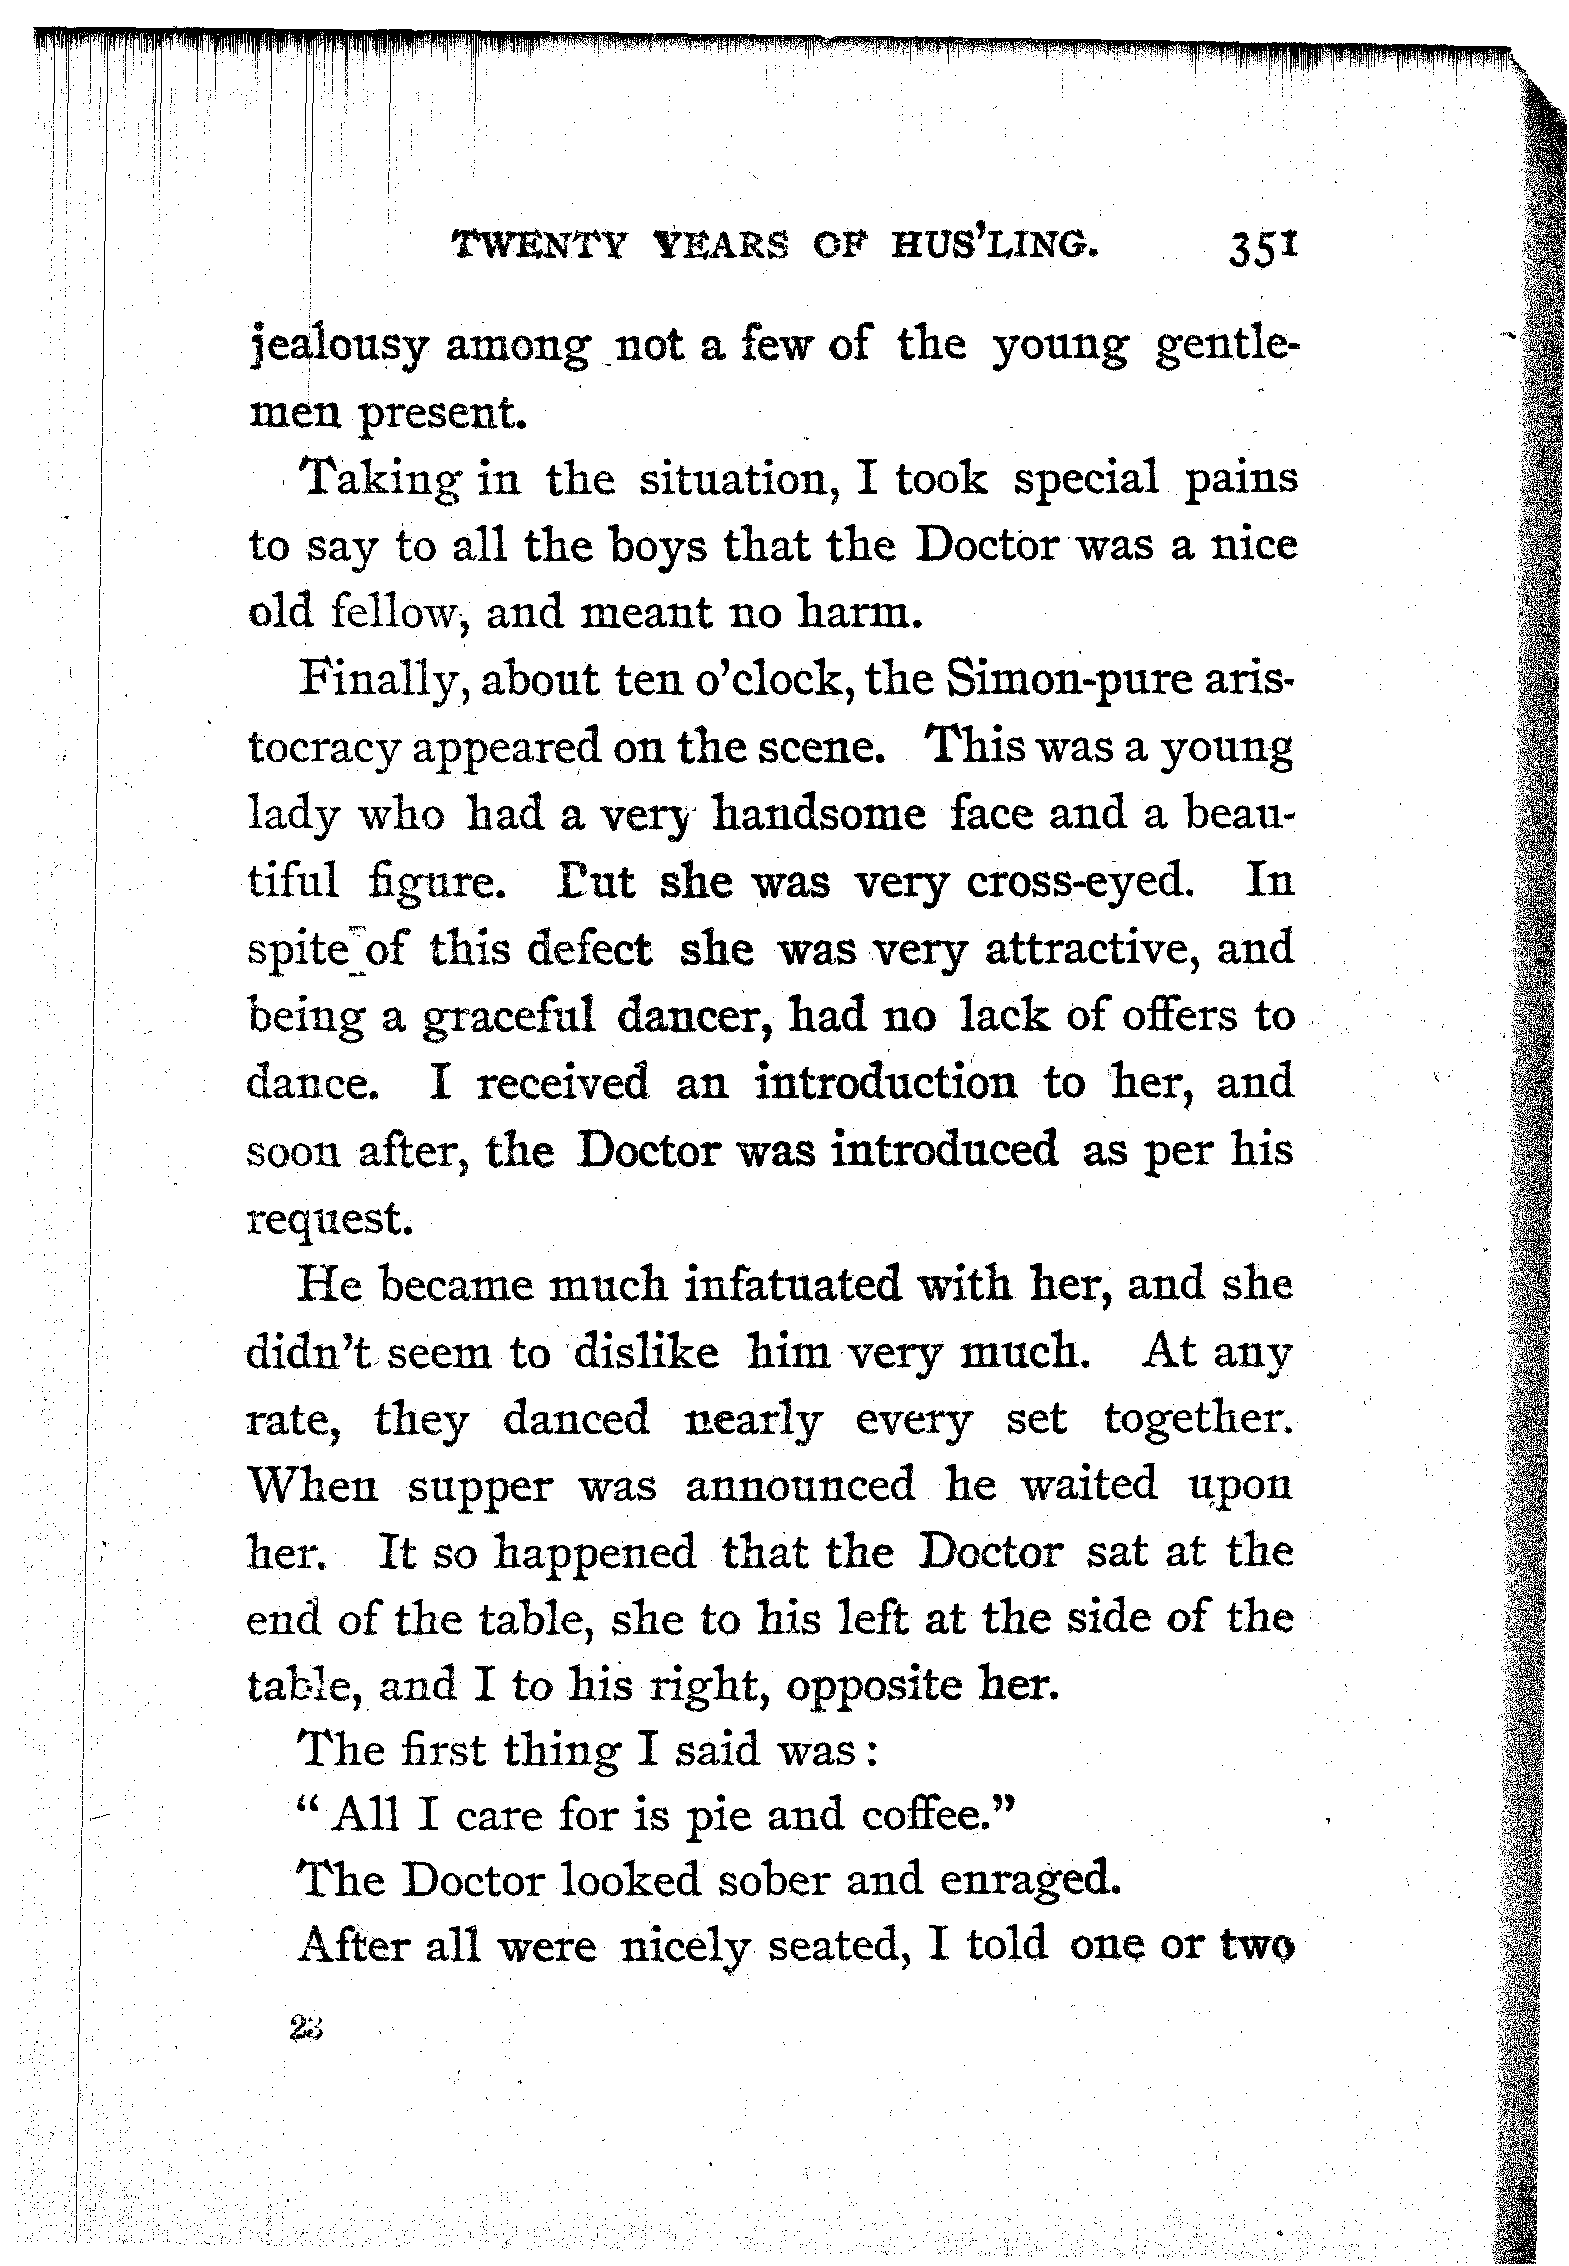 TWENTY YEARS OF HUS'LING. 351
jealousy among not a few of the young gentle-
men present.
Taking in the situation, I took special pains
to say to all the boys that the Doctor was a nice
old fellow, and meant no harm.
Finally, about ten o'clock, the Simon-pure aris-
tocracy appeared on the scene. This was a young
lady who had a very handsome face and a beau-
tiful figure. But she was very cross-eyed. In
spite of this defect she was very attractive, and
being a graceful dancer, had no lack of offers to
dance. I received an introduction to her, and
soon after, the Doctor was introduced as per his
request.
He became much infatuated with her, and she
didn't seem to dislike him very much. At any
rate, they danced nearly every set together.
When supper was announced he waited upon
her. It so happened that the Doctor sat at the
end of the table, she to his left at the side of the
table, and I to his right, opposite her.
The first thing I said was:
"All I care for is pie and coffee."
The Doctor looked sober and enraged.
After all were nicely seated, I told one or two
23